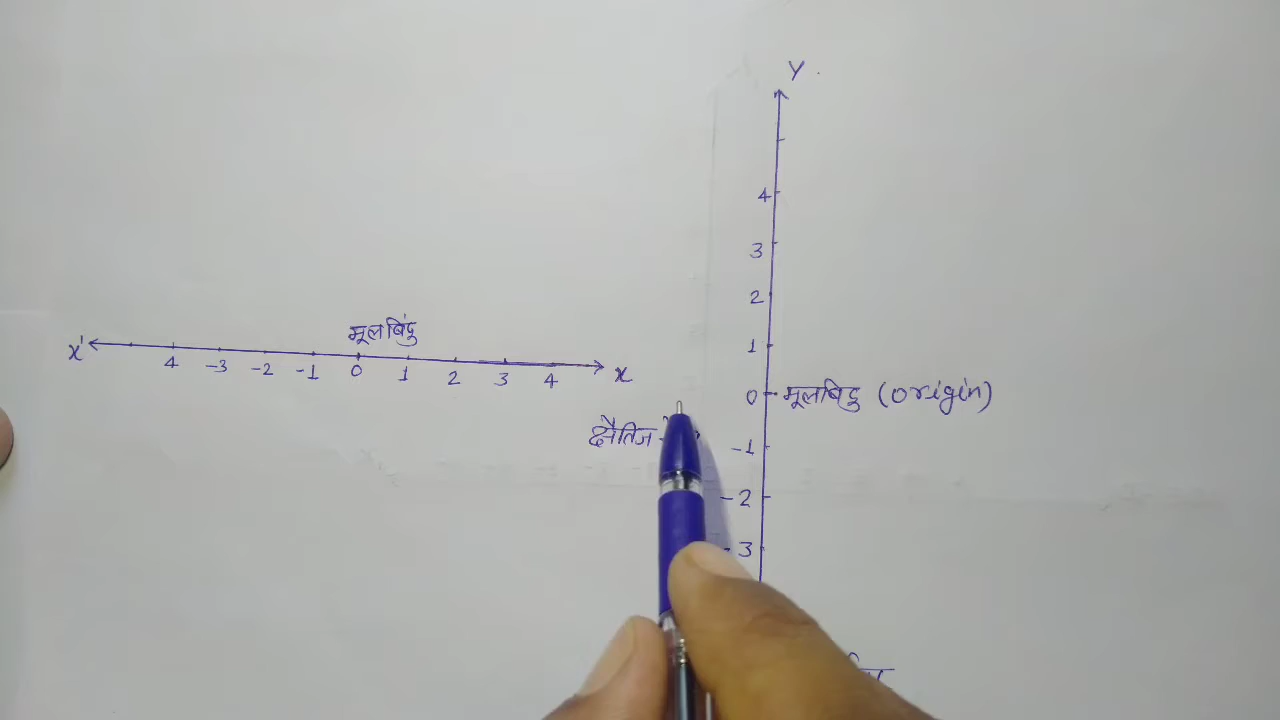 Y
4
3
2
1
0 मूलबिंदु (origin)
-1
-2
-3
मूलबिंदु
x' x
4 -3 -2 -1 0 1 2 3 4
क्षैतिज